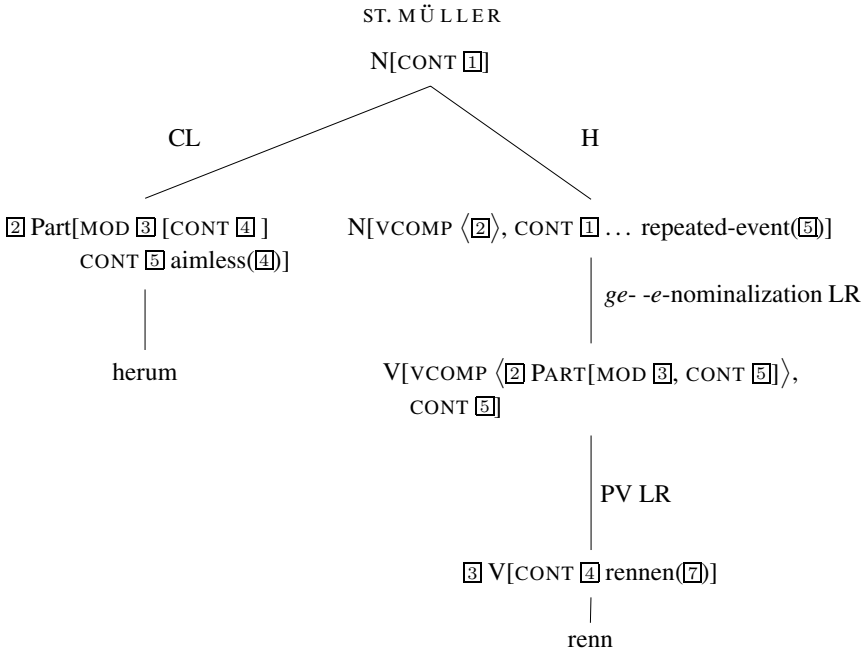 ST. MÜLLER
N[CONT 1]
CL H
2 Part[MOD 3 [CONT 4 ] N[VCOMP ⟨2⟩, CONT 1 … repeated-event(5)]
CONT 5 aimless(4)]
ge- -e-nominalization LR
herum V[VCOMP ⟨2 PART[MOD 3, CONT 5]⟩,
CONT 5]
PV LR
3 V[CONT 4 rennen(7)]
renn